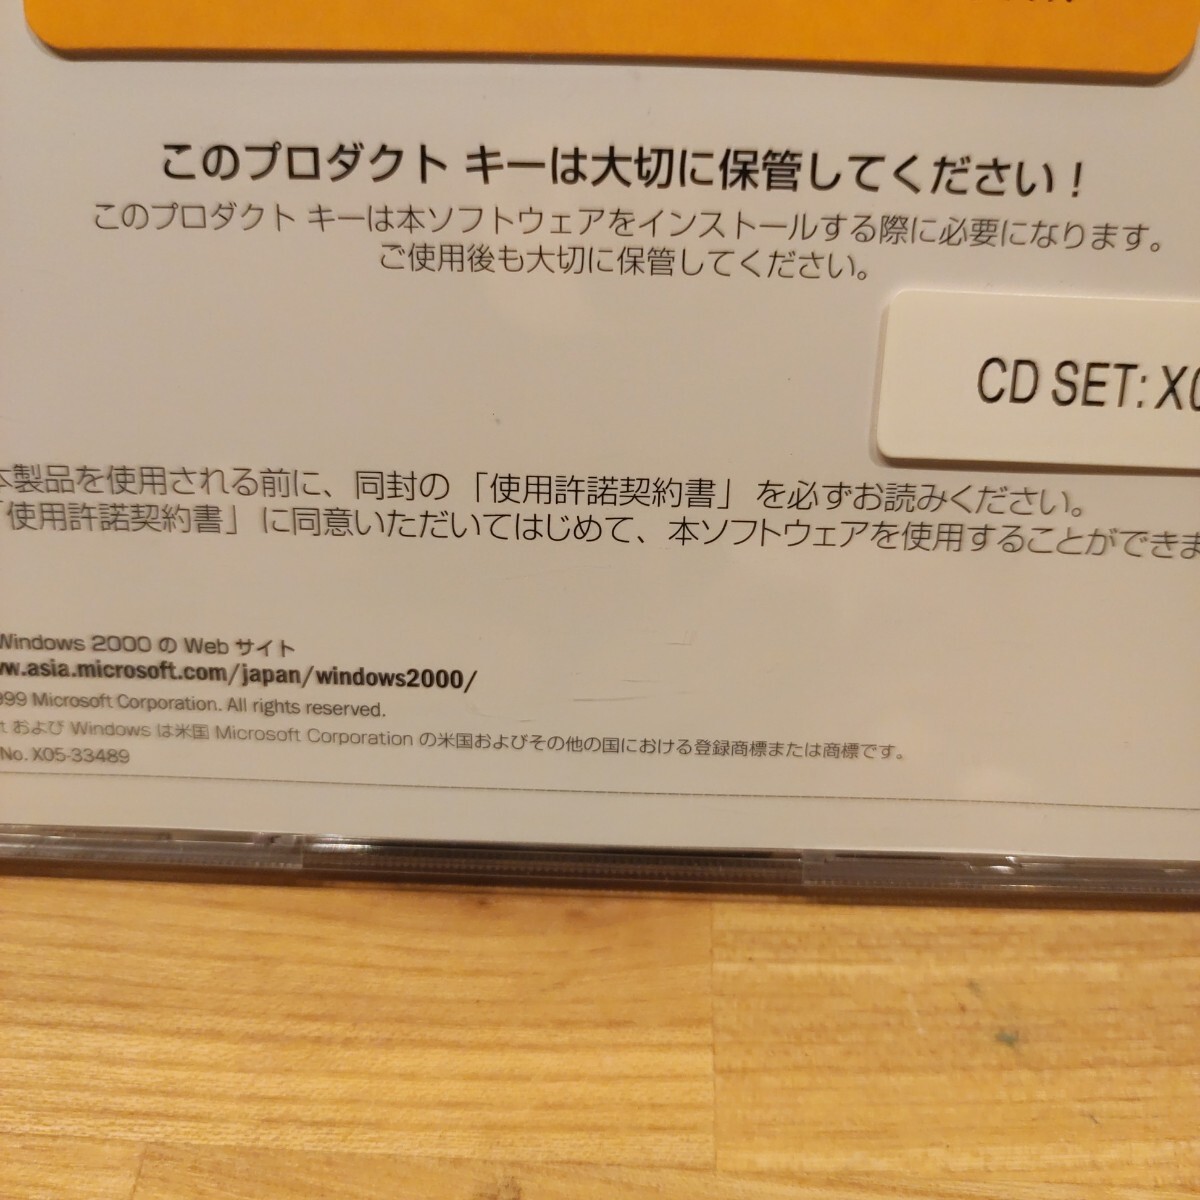 このプロダクト キーは大切に保管してください！
このプロダクト キーは本ソフトウェアをインストールする際に必要になります。
ご使用後も大切に保管してください。
CD SET: X0
本製品を使用される前に、同封の「使用許諾契約書」を必ずお読みください。
「使用許諾契約書」に同意いただいてはじめて、本ソフトウェアを使用することができま
Windows 2000 の Web サイト
ww.asia.microsoft.com/japan/windows2000/
999 Microsoft Corporation. All rights reserved.
t および Windows は米国 Microsoft Corporation の米国およびその他の国における登録商標または商標です。
No. X05-33489